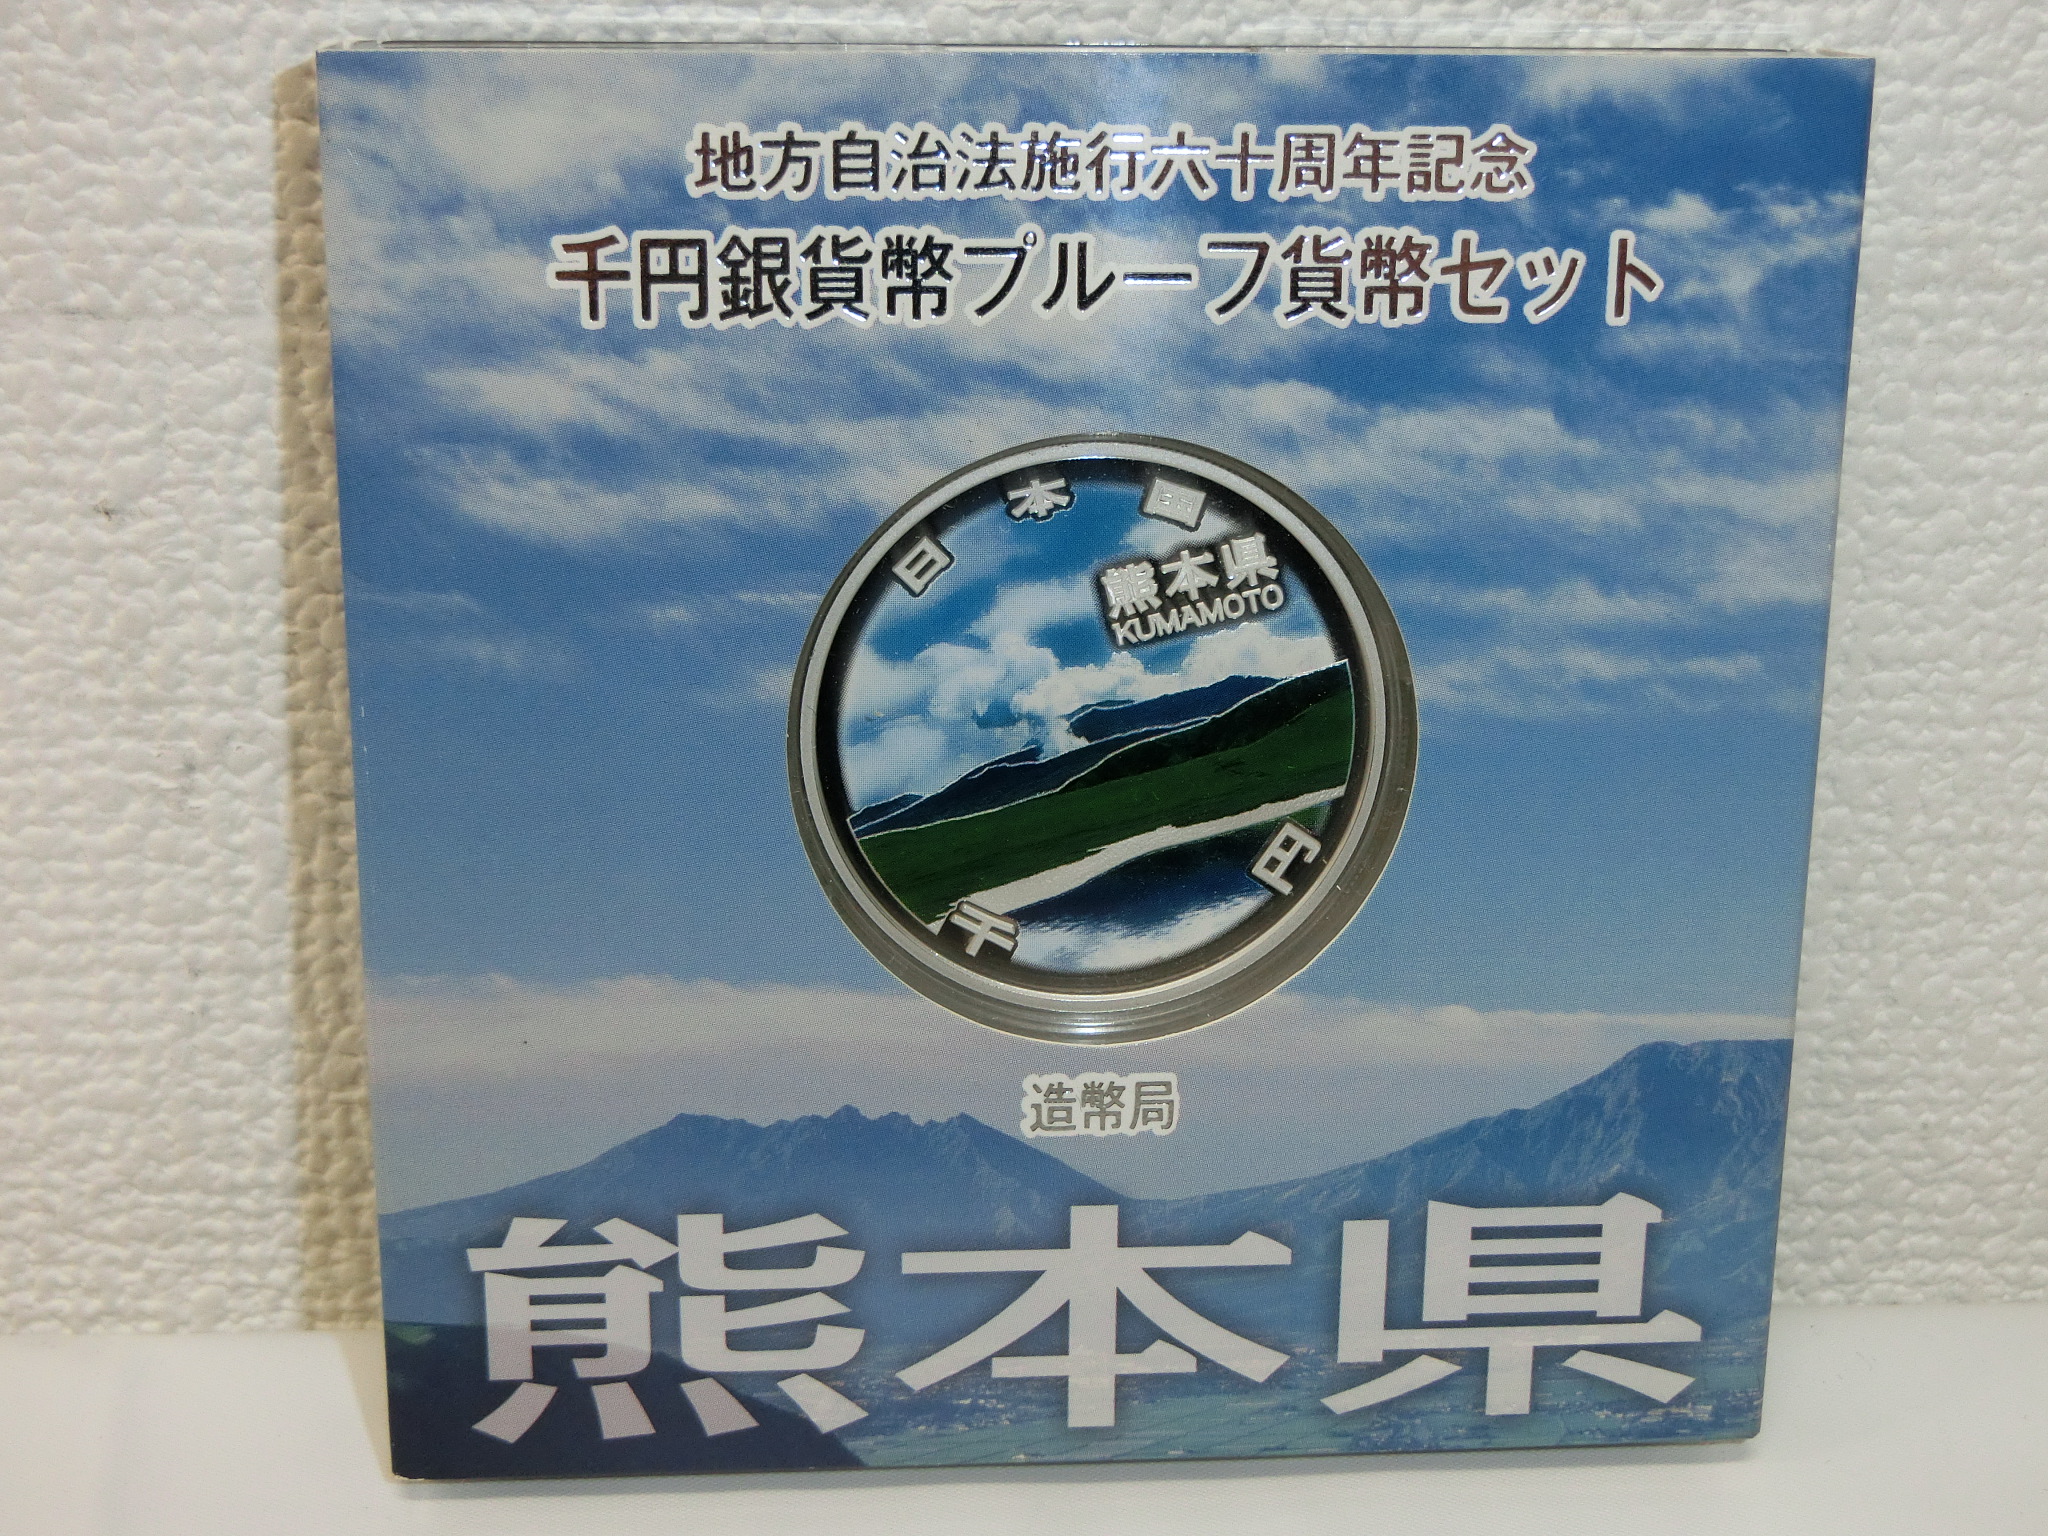 地方自治法施行六十周年記念
千円銀貨幣プルーフ貨幣セット
日本国
熊本県
KUMAMOTO
千円
造幣局
熊本県